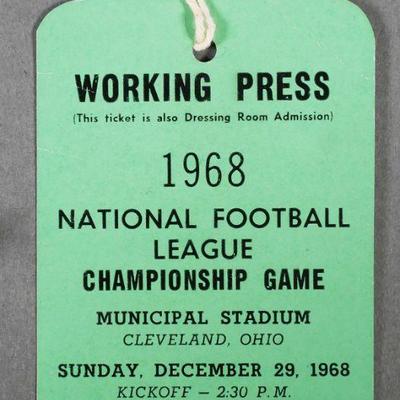 WORKING PRESS
(This ticket is also Dressing Room Admission)
1968
NATIONAL FOOTBALL
LEAGUE
CHAMPIONSHIP GAME
MUNICIPAL STADIUM
CLEVELAND, OHIO
SUNDAY, DECEMBER 29, 1968
KICKOFF — 2:30 P.M.